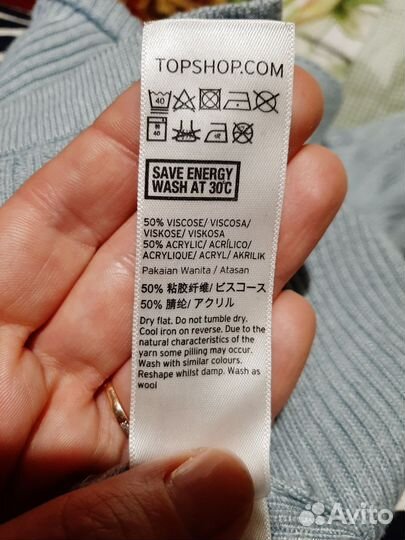 TOPSHOP.COM
40
40
SAVE ENERGY
WASH AT 30℃
50% VISCOSE/ VISCOSA/
VISKOSE/ VISKOSA
50% ACRYLIC/ ACRÍLICO/
ACRYLIQUE/ ACRYL/ AKRILIK
Pakaian Wanita / Atasan
50% 粘胶纤维/ ビスコース
50% 腈纶/ アクリル
Dry flat. Do not tumble dry.
Cool iron on reverse. Due to the
natural characteristics of the
yarn some pilling may occur.
Wash with similar colours.
Reshape whilst damp. Wash as
wool
Avito